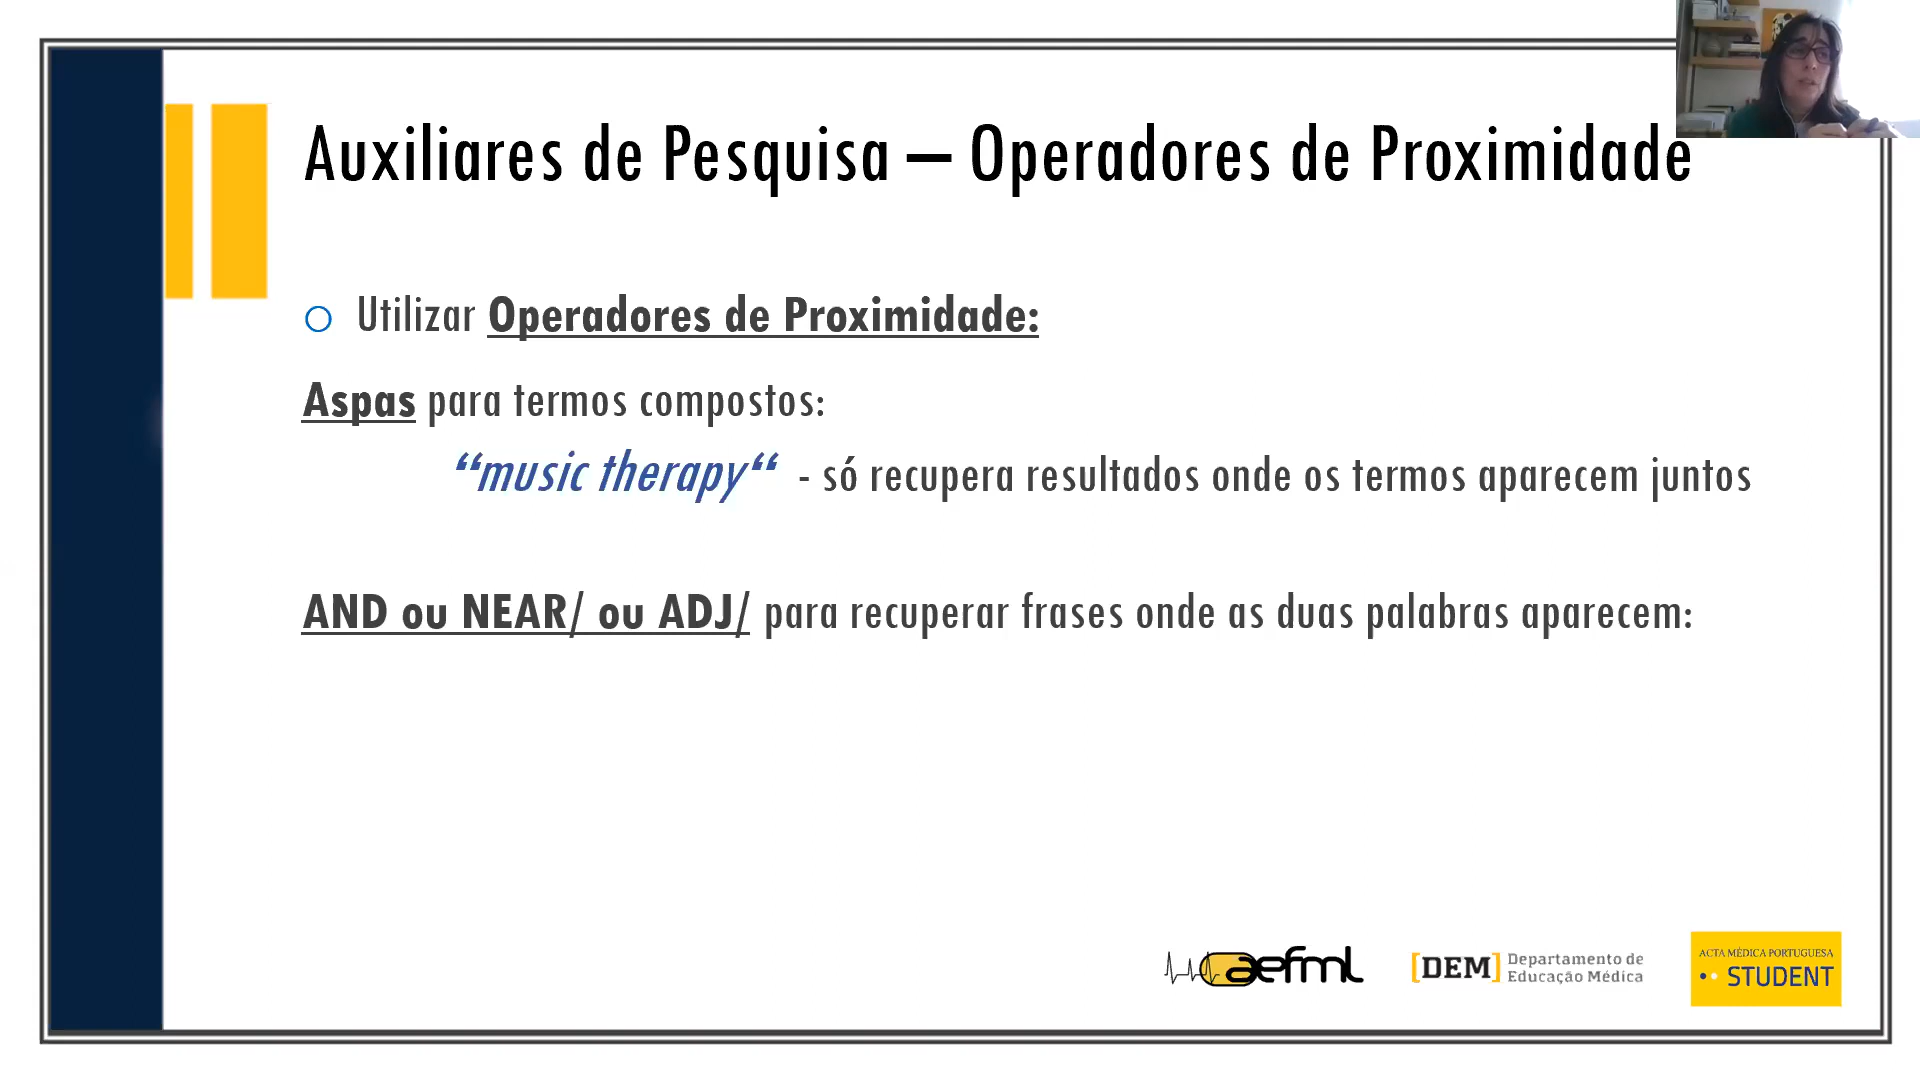 Auxiliares de Pesquisa – Operadores de Proximidade
Utilizar Operadores de Proximidade:
Aspas para termos compostos:
“music therapy“ - só recupera resultados onde os termos aparecem juntos
AND ou NEAR/ ou ADJ/ para recuperar frases onde as duas palabras aparecem:
aefml
[DEM] Departamento de
Educação Médica
ACTA MÉDICA PORTUGUESA
STUDENT